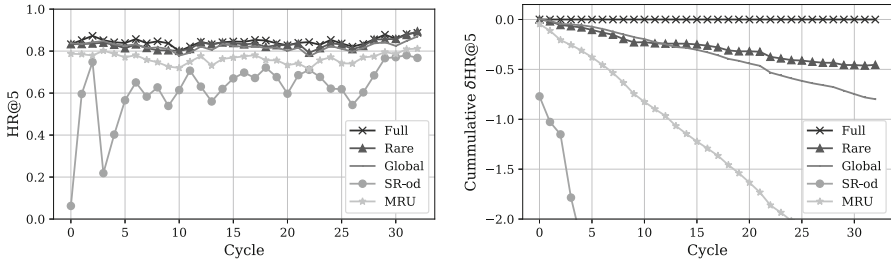 1.0
0.8
0.6
0.4
0.2
0.0
HR@5
0 5 10 15 20 25 30
Cycle
Full
Rare
Global
SR-od
MRU
0.0
−0.5
−1.0
−1.5
−2.0
Cummulative δHR@5
0 5 10 15 20 25 30
Cycle
Full
Rare
Global
SR-od
MRU